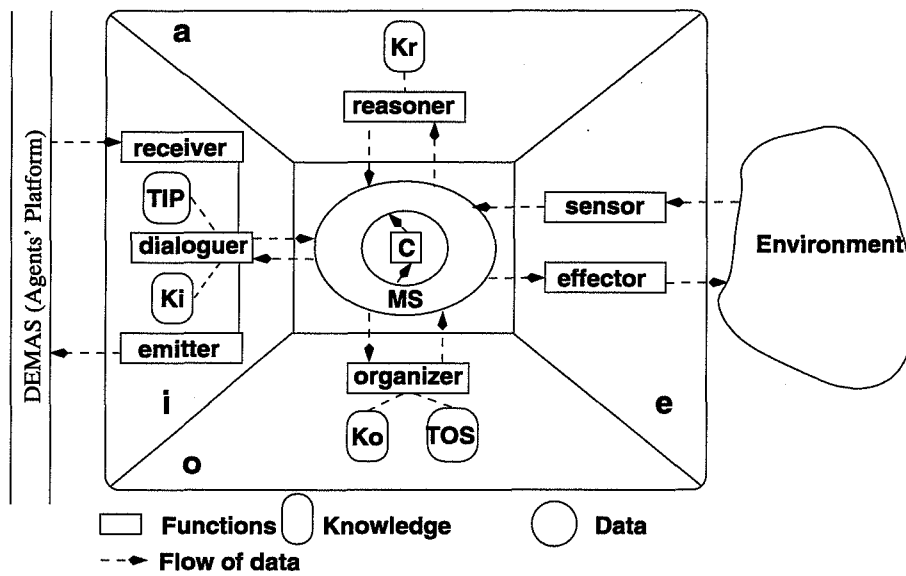 a
Kr
reasoner
receiver
TIP
dialoguer
Ki
emitter
DEMAS (Agents' Platform)
C
MS
sensor
effector
Environment
organizer
Ko
TOS
i
o
e
Functions
Knowledge
Data
Flow of data